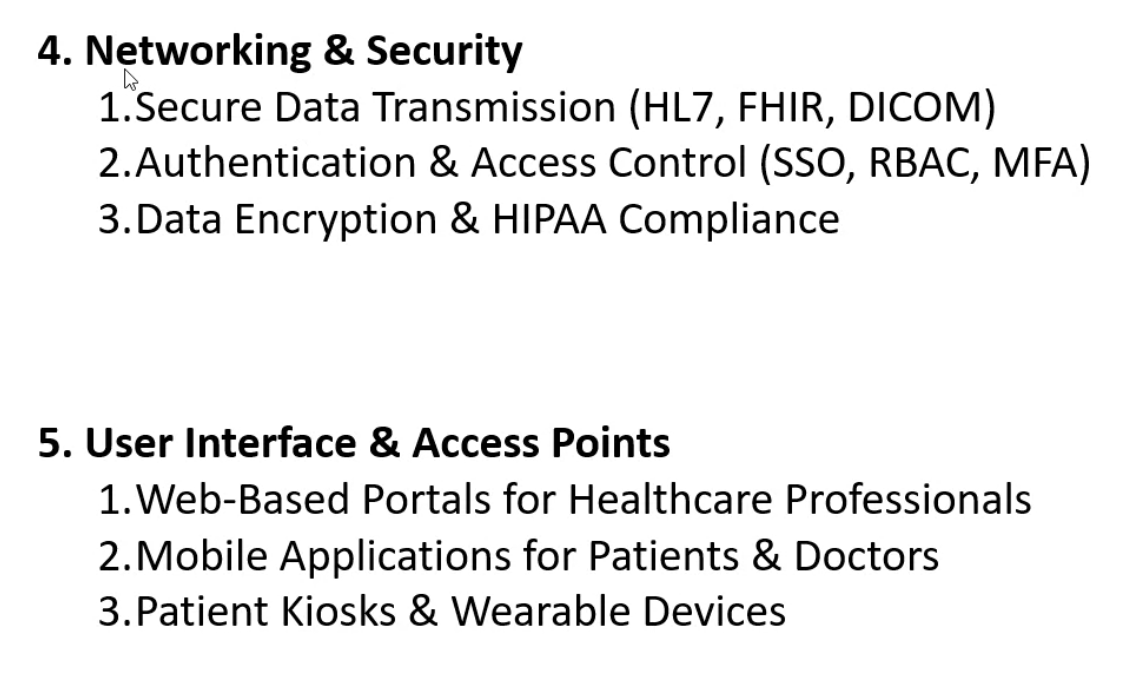 4. Networking & Security
1.Secure Data Transmission (HL7, FHIR, DICOM)
2.Authentication & Access Control (SSO, RBAC, MFA)
3.Data Encryption & HIPAA Compliance
5. User Interface & Access Points
1.Web-Based Portals for Healthcare Professionals
2.Mobile Applications for Patients & Doctors
3.Patient Kiosks & Wearable Devices